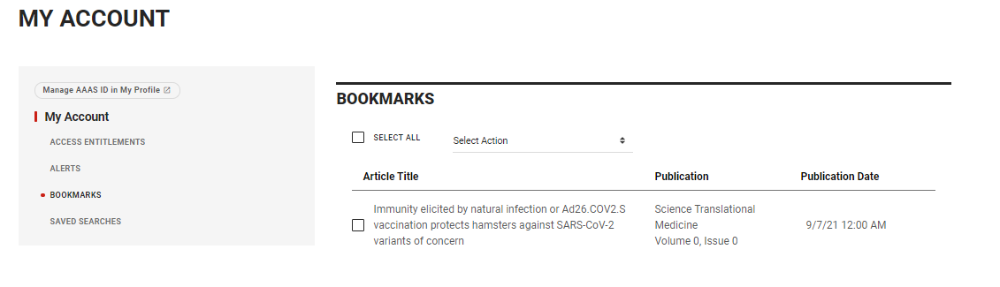 MY ACCOUNT
Manage AAAS ID in My Profile
My Account
ACCESS ENTITLEMENTS
ALERTS
BOOKMARKS
SAVED SEARCHES
BOOKMARKS
SELECT ALL
Select Action
Article Title Publication Publication Date
Immunity elicited by natural infection or Ad26.COV2.S Science Translational
vaccination protects hamsters against SARS-CoV-2 Medicine 9/7/21 12:00 AM
variants of concern Volume 0, Issue 0